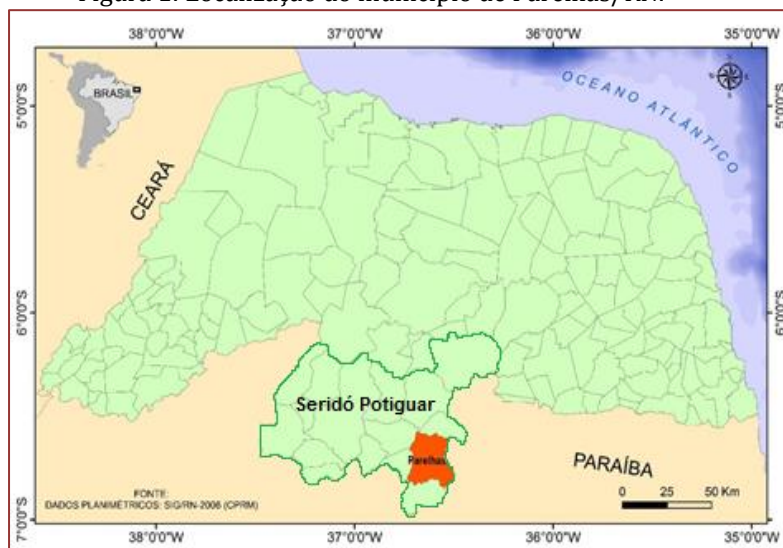 Figura 1: Localização do município de Parelhas/RN.
38°0'0"W 37°0'0"W 36°0'0"W 35°0'0"W
BRASIL
OCEANO ATLÂNTICO
CEARÁ
5°0'0"S 5°0'0"S
6°0'0"S 6°0'0"S
Seridó Potiguar
Parelhas
PARAÍBA
FONTE:
DADOS PLANIMÉTRICOS: SIG/RN-2006 (CPRM)
0 25 50 Km
7°0'0"S 7°0'0"S
38°0'0"W 37°0'0"W 36°0'0"W 35°0'0"W